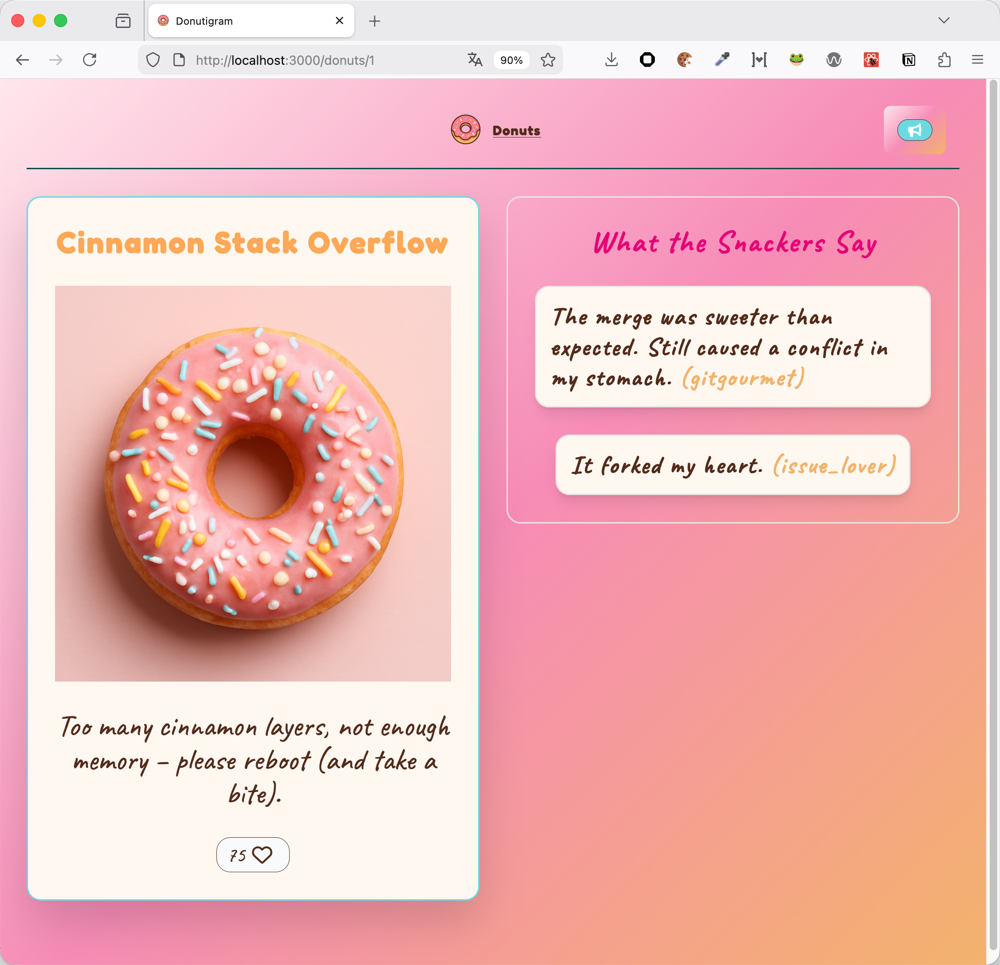 Donutigram
http://localhost:3000/donuts/1
90%
N
Donuts
Cinnamon Stack Overflow
Too many cinnamon layers, not enough
memory – please reboot (and take a
bite).
75
What the Snackers Say
The merge was sweeter than
expected. Still caused a conflict in
my stomach. (gitgourmet)
It forked my heart. (issue_lover)